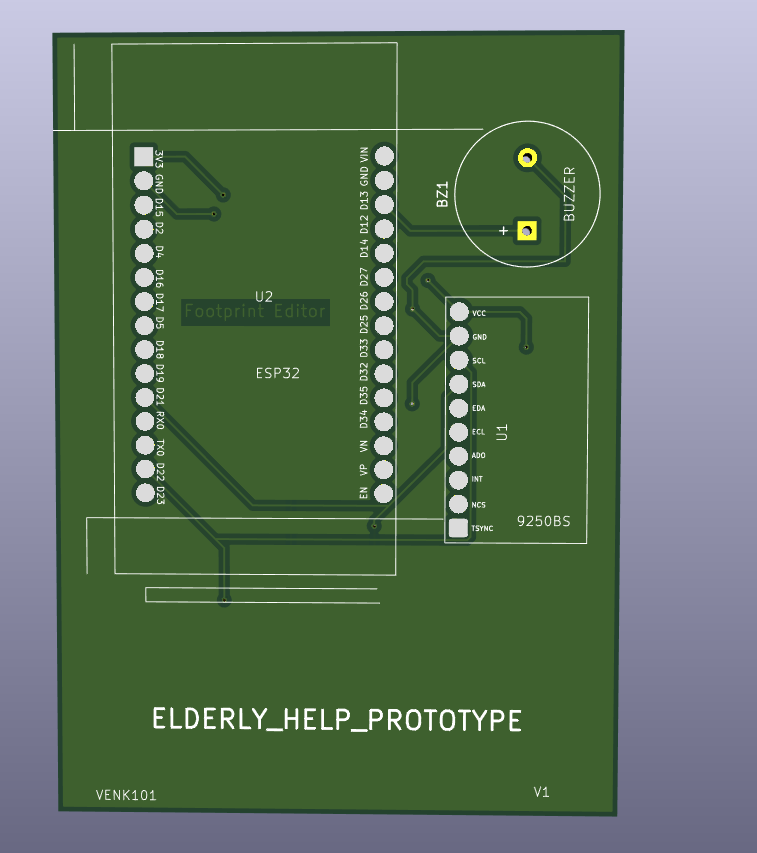 3V3
GND
D15
D2
D4
D16
D17
D5
D18
D19
D21
RX0
TX0
D22
D23
VIN
GND
D13
D12
D14
D27
D26
D25
D33
D32
D35
D34
VN
VP
EN
U2
Footprint Editor
ESP32
BZ1
BUZZER
+
VCC
GND
SCL
SDA
EDA
ECL
ADO
INT
NCS
TSYNC
U1
9250BS
ELDERLY_HELP_PROTOTYPE
VENK101
V1